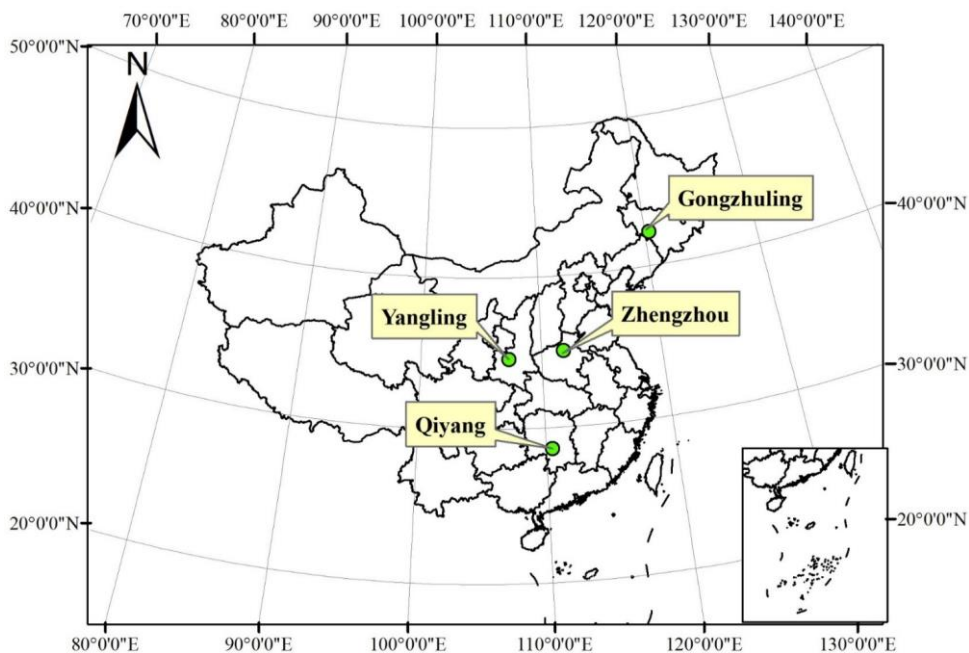 70°0'0"E 80°0'0"E 90°0'0"E 100°0'0"E 110°0'0"E 120°0'0"E 130°0'0"E 140°0'0"E
50°0'0"N
N
Gongzhuling
40°0'0"N 40°0'0"N
Yangling Zhengzhou
30°0'0"N 30°0'0"N
Qiyang
20°0'0"N 20°0'0"N
80°0'0"E 90°0'0"E 100°0'0"E 110°0'0"E 120°0'0"E 130°0'0"E